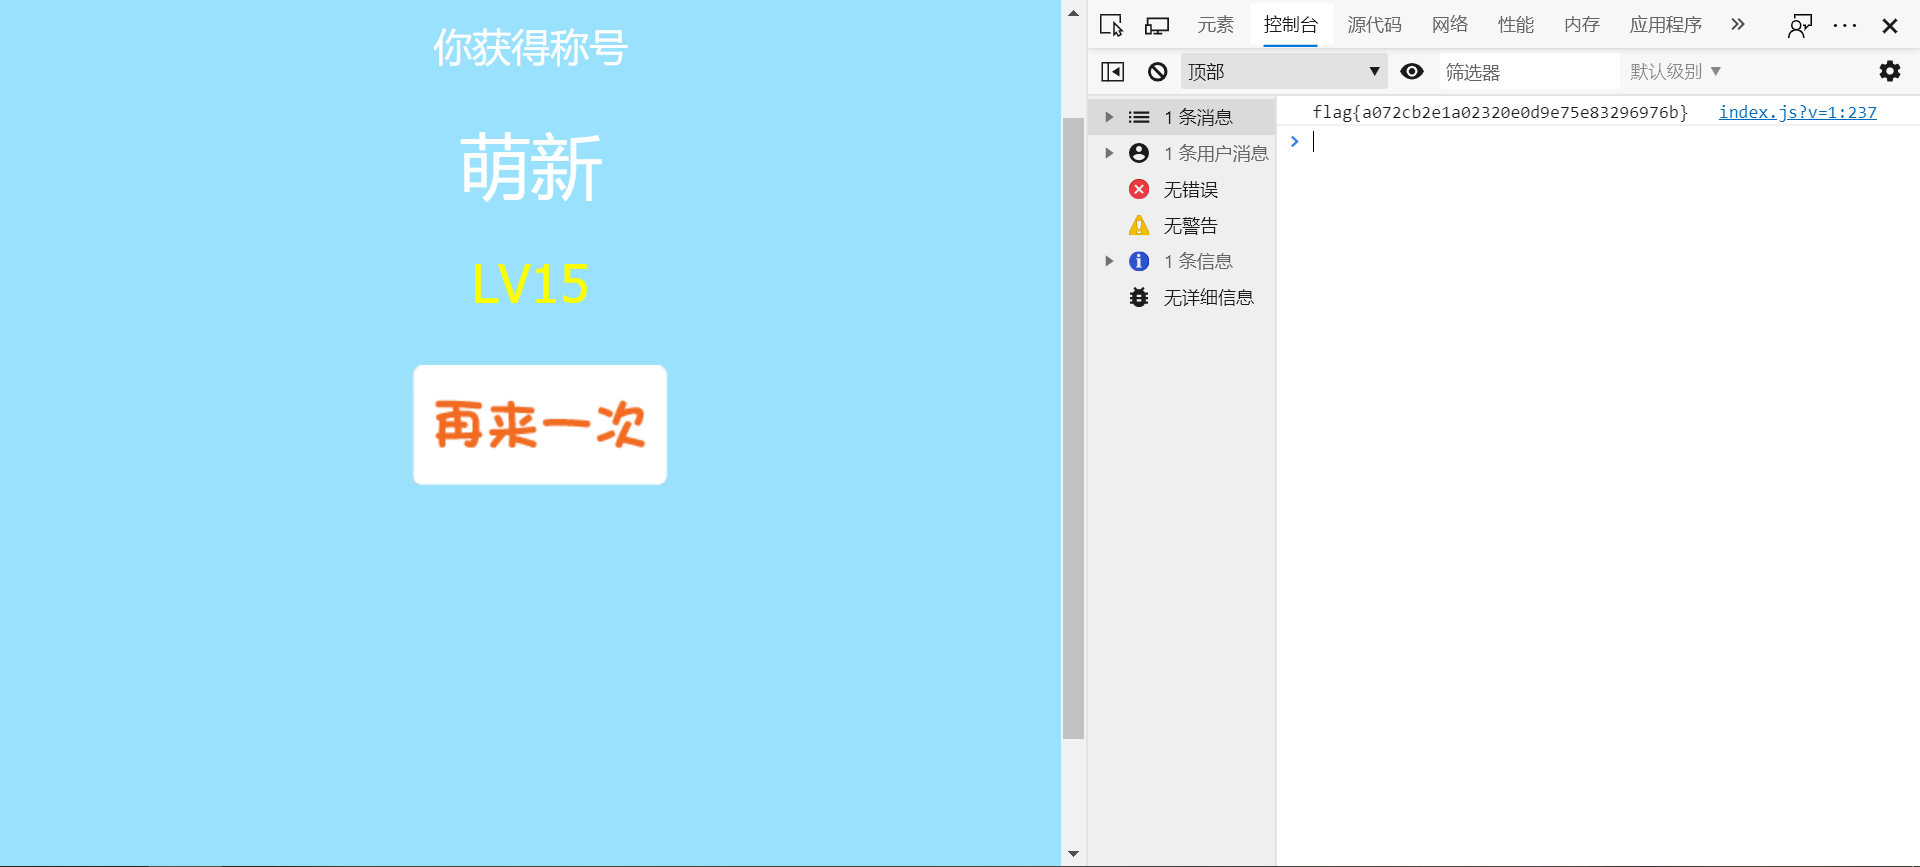 你获得称号
萌新
LV15
再来一次
元素 控制台 源代码 网络 性能 内存 应用程序
顶部 筛选器 默认级别
1 条消息
1 条用户消息
无错误
无警告
1 条信息
无详细信息
flag{a072cb2e1a02320e0d9e75e83296976b} index.js?v=1:237